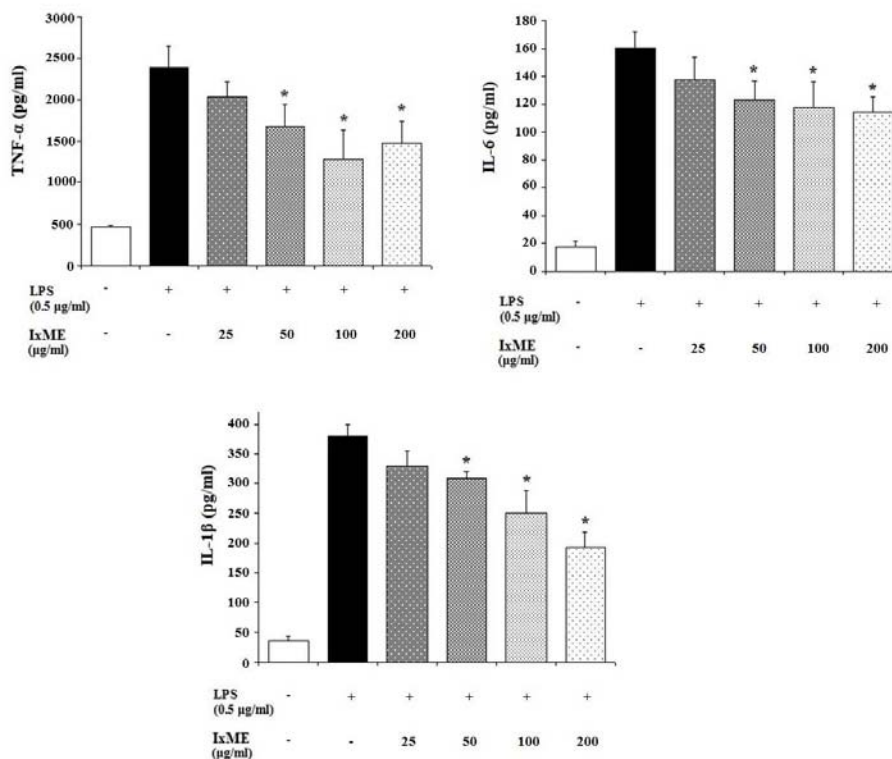 TNF-α (pg/ml)
3000
2500
2000
1500
1000
500
0
* * *
LPS - + + + + +
(0.5 µg/ml)
IxME - - 25 50 100 200
(µg/ml)
IL-6 (pg/ml)
180
160
140
120
100
80
60
40
20
0
* * *
LPS - + + + + +
(0.5 µg/ml)
IxME - - 25 50 100 200
(µg/ml)
IL-1β (pg/ml)
400
350
300
250
200
150
100
50
0
* * *
LPS - + + + + +
(0.5 µg/ml)
IxME - - 25 50 100 200
(µg/ml)